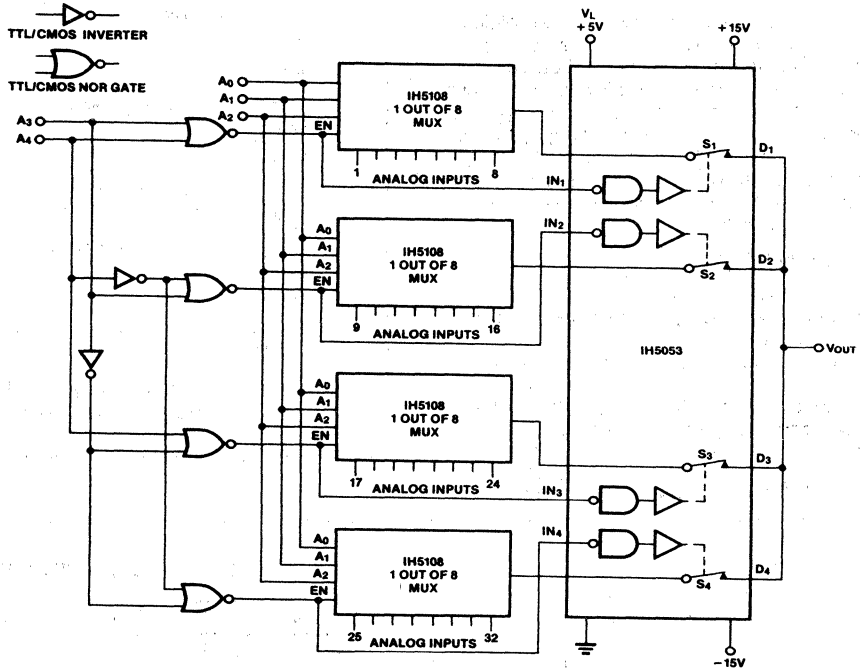 VL
+5V
+15V
TTL/CMOS INVERTER
TTL/CMOS NOR GATE
A0
A1
A2
EN
IH5108
1 OUT OF 8
MUX
A3
A4
1
8
ANALOG INPUTS
S1
D1
IN1
IN2
A0
A1
A2
EN
IH5108
1 OUT OF 8
MUX
S2
D2
9
16
ANALOG INPUTS
IH5053
VOUT
A0
A1
A2
EN
IH5108
1 OUT OF 8
MUX
S3
D3
17
24
ANALOG INPUTS
IN3
IN4
A0
A1
A2
EN
IH5108
1 OUT OF 8
MUX
S4
D4
25
32
ANALOG INPUTS
-15V